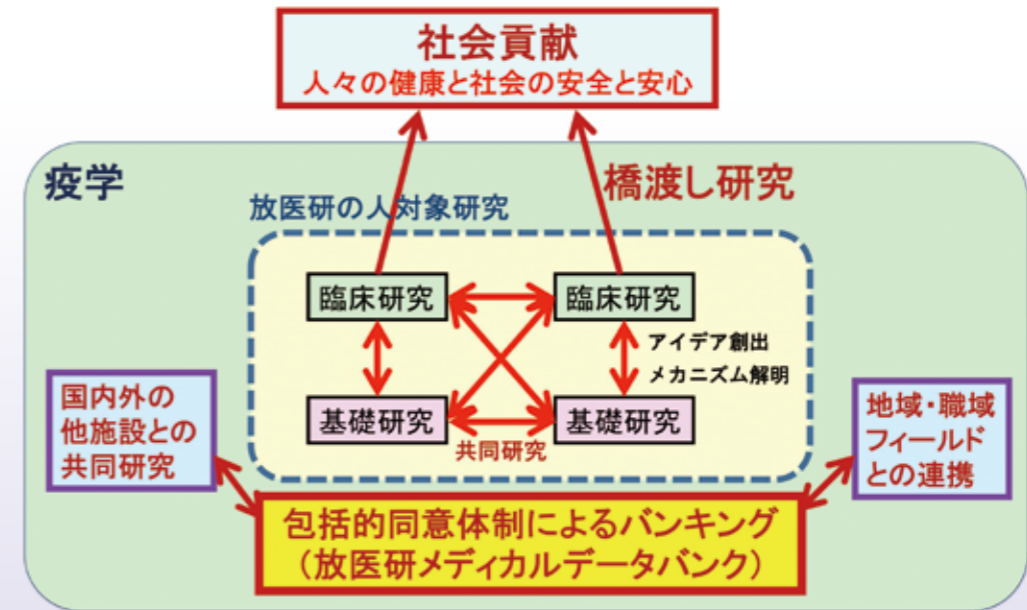 社会貢献
人々の健康と社会の安全と安心
疫学
橋渡し研究
放医研の人対象研究
臨床研究
臨床研究
アイデア創出
メカニズム解明
基礎研究
基礎研究
共同研究
国内外の
他施設との
共同研究
地域・職域
フィールド
との連携
包括的同意体制によるバンキング
（放医研メディカルデータバンク）